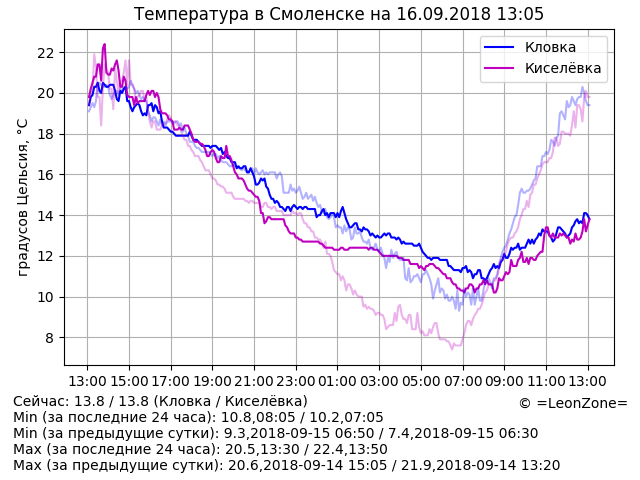 Температура в Смоленске на 16.09.2018 13:05
Кловка
Киселёвка
градусов Цельсия, °C
22
20
18
16
14
12
10
8
13:00 15:00 17:00 19:00 21:00 23:00 01:00 03:00 05:00 07:00 09:00 11:00 13:00
Сейчас: 13.8 / 13.8 (Кловка / Киселёвка)
© =LeonZone=
Min (за последние 24 часа): 10.8,08:05 / 10.2,07:05
Min (за предыдущие сутки): 9.3,2018-09-15 06:50 / 7.4,2018-09-15 06:30
Max (за последние 24 часа): 20.5,13:30 / 22.4,13:50
Max (за предыдущие сутки): 20.6,2018-09-14 15:05 / 21.9,2018-09-14 13:20